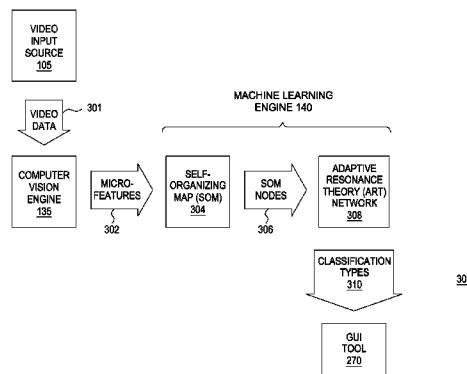 VIDEO
INPUT
SOURCE
105
301
VIDEO
DATA
MACHINE LEARNING
ENGINE 140
COMPUTER
VISION
ENGINE
135
MICRO-
FEATURES
302
SELF-
ORGANIZING
MAP (SOM)
304
SOM
NODES
306
ADAPTIVE
RESONANCE
THEORY (ART)
NETWORK
308
CLASSIFICATION
TYPES
310
30
GUI
TOOL
270